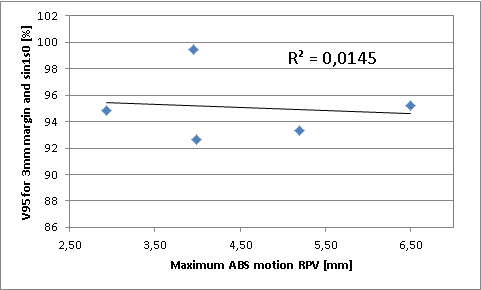 102
100
98
96
94
92
90
88
86
V95 for 3mm margin and sin1s0 [%]
R² = 0,0145
2,50 3,50 4,50 5,50 6,50
Maximum ABS motion RPV [mm]